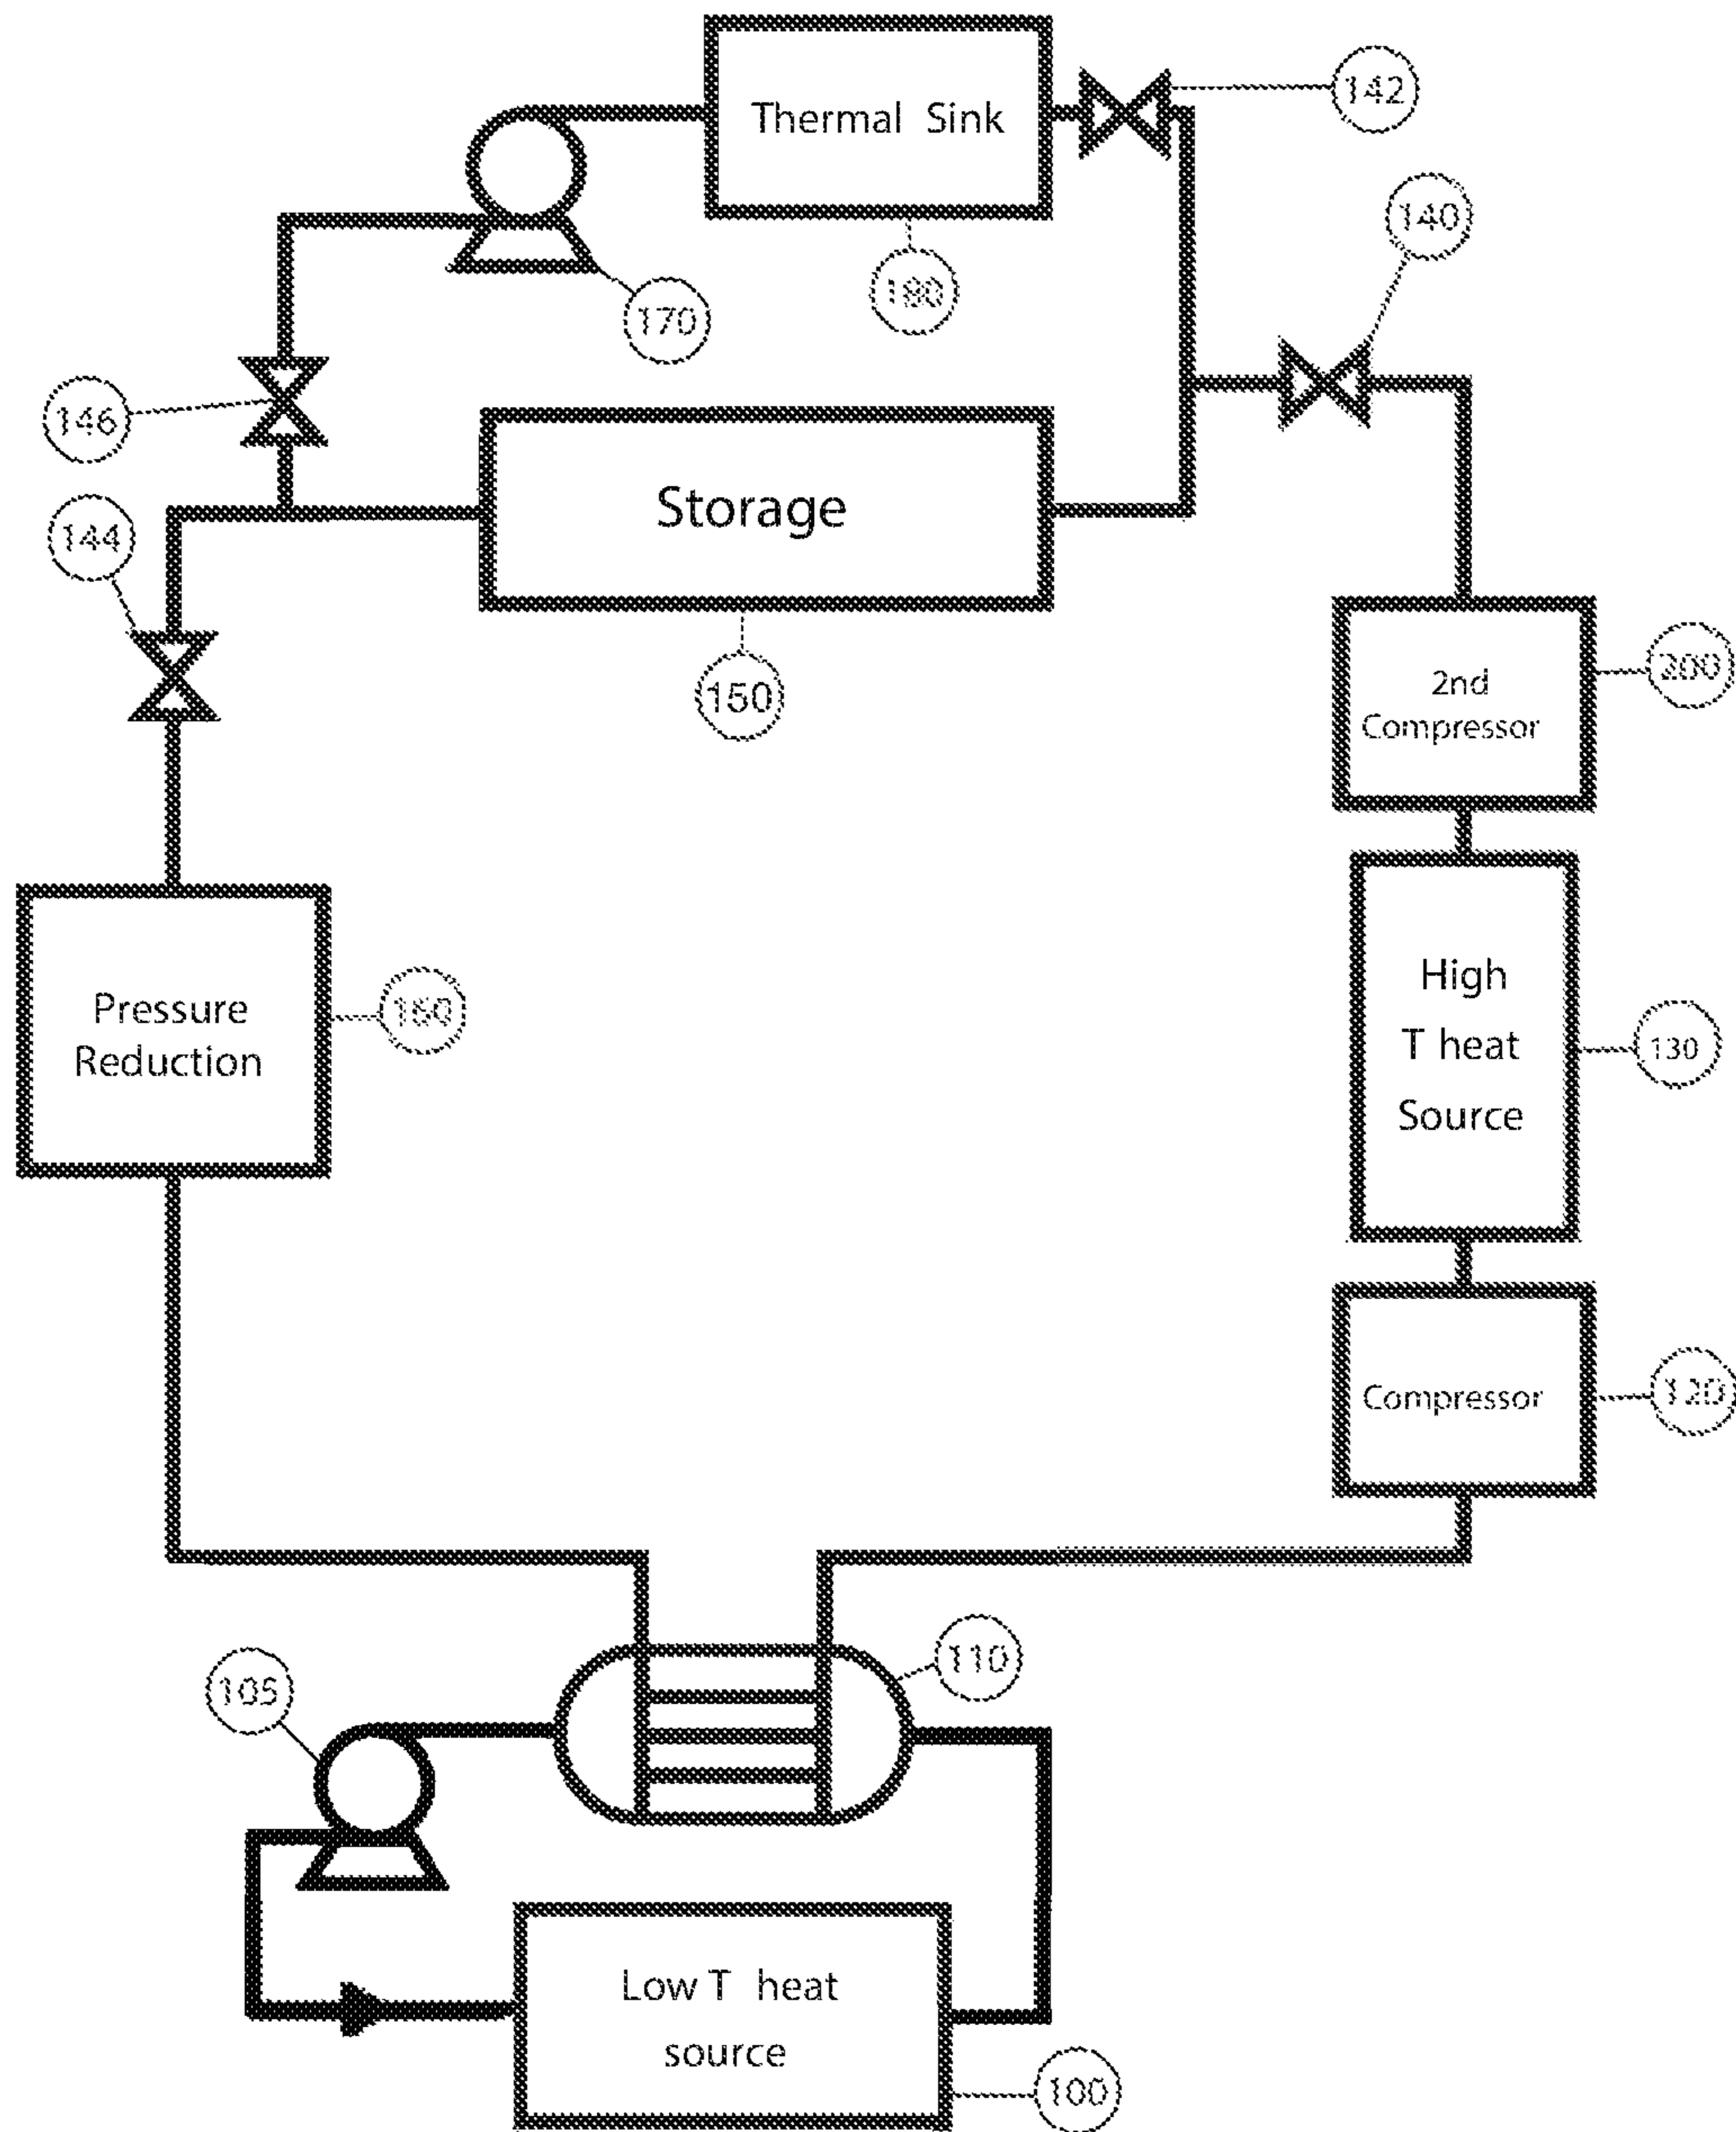 Thermal Sink
142
140
180
170
146
Storage
144
150
2nd
Compressor
200
High
T heat
Source
130
Pressure
Reduction
160
Compressor
120
110
105
Low T heat
source
100